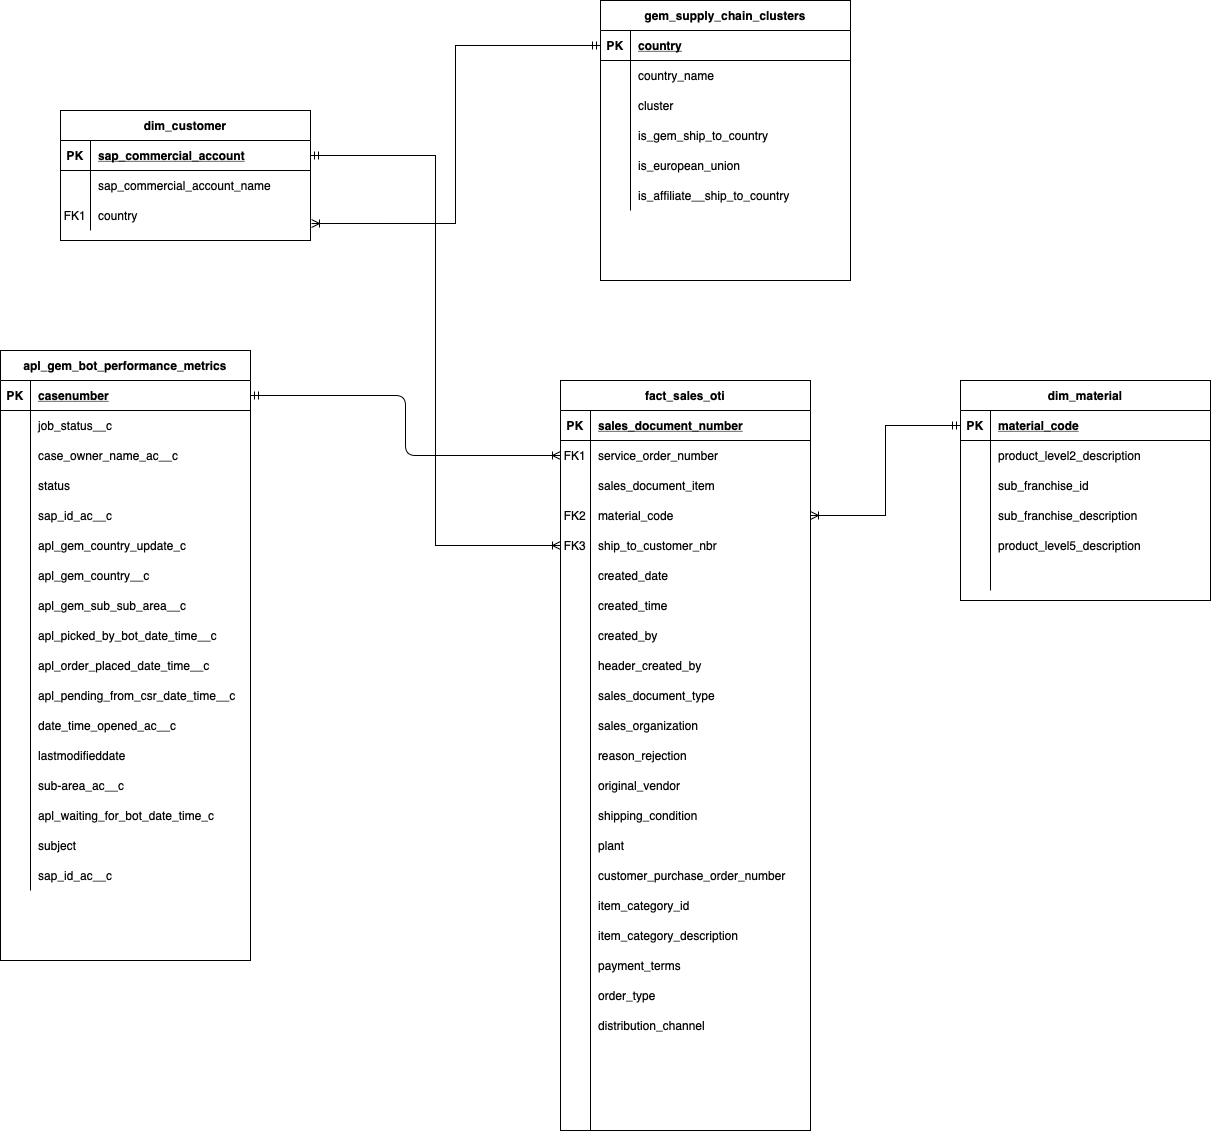 gem_supply_chain_clusters
PK country
country_name
cluster
is_gem_ship_to_country
is_european_union
is_affiliate__ship_to_country
dim_customer
PK sap_commercial_account
sap_commercial_account_name
FK1 country
apl_gem_bot_performance_metrics
PK casenumber
job_status__c
case_owner_name_ac__c
status
sap_id_ac__c
apl_gem_country_update_c
apl_gem_country__c
apl_gem_sub_sub_area__c
apl_picked_by_bot_date_time__c
apl_order_placed_date_time__c
apl_pending_from_csr_date_time__c
date_time_opened_ac__c
lastmodifieddate
sub-area_ac__c
apl_waiting_for_bot_date_time_c
subject
sap_id_ac__c
fact_sales_oti
PK sales_document_number
FK1 service_order_number
sales_document_item
FK2 material_code
FK3 ship_to_customer_nbr
created_date
created_time
created_by
header_created_by
sales_document_type
sales_organization
reason_rejection
original_vendor
shipping_condition
plant
customer_purchase_order_number
item_category_id
item_category_description
payment_terms
order_type
distribution_channel
dim_material
PK material_code
product_level2_description
sub_franchise_id
sub_franchise_description
product_level5_description